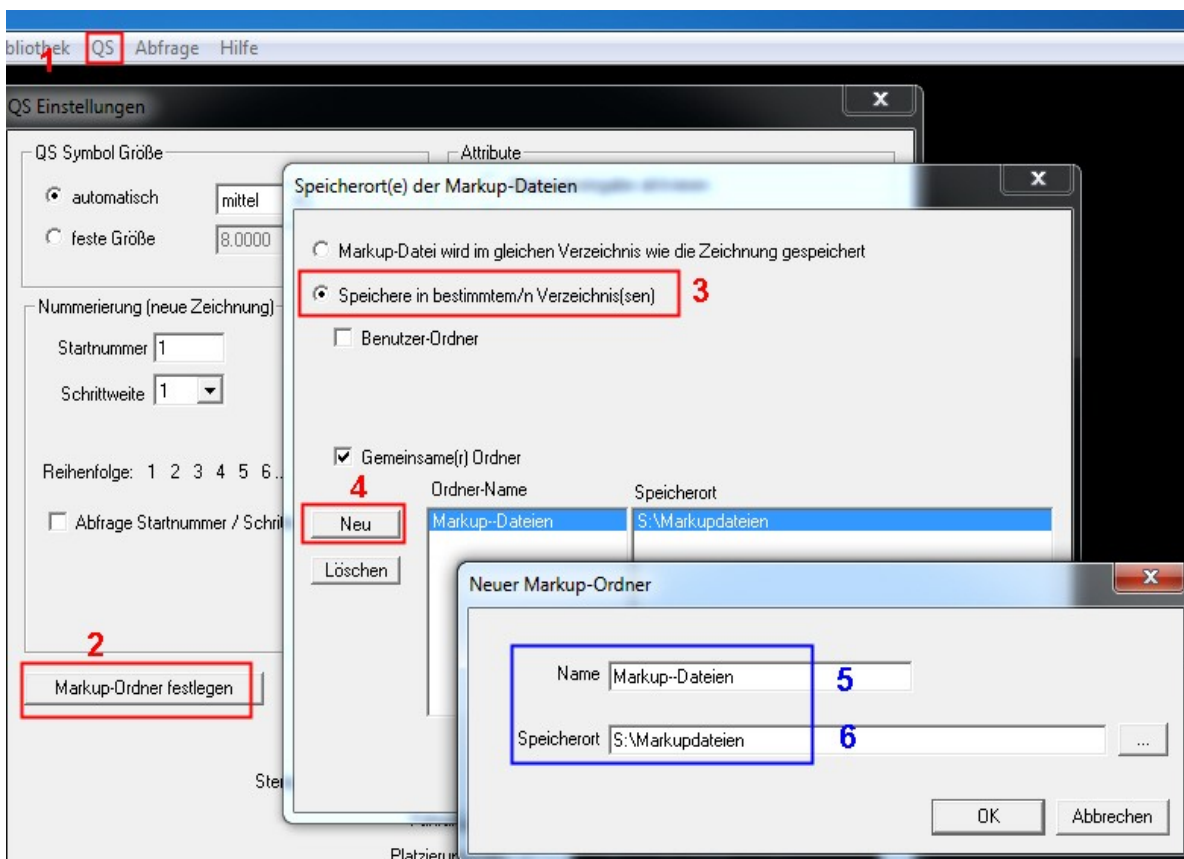 bliothek QS Abfrage Hilfe
1
QS Einstellungen
x
QS Symbol Größe
automatisch
mittel
feste Größe
8.0000
Attribute
Nummerierung (neue Zeichnung)
Startnummer 1
Schrittweite 1
Reihenfolge: 1 2 3 4 5 6..
Abfrage Startnummer / Schri
2
Markup-Ordner festlegen
Ste
Platzierun
Speicherort(e) der Markup-Dateien
x
Markup-Datei wird im gleichen Verzeichnis wie die Zeichnung gespeichert
Speichere in bestimmtem/n Verzeichnis(sen)
3
Benutzer-Ordner
Gemeinsame(r) Ordner
4
Neu
Löschen
Ordner-Name Speicherort
Markup--Dateien S:\Markupdateien
Neuer Markup-Ordner
x
Name Markup--Dateien 5
Speicherort S:\Markupdateien 6
...
OK Abbrechen